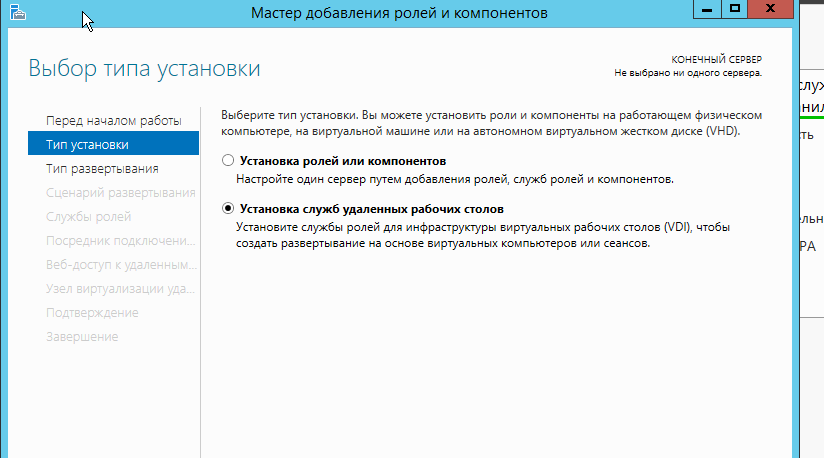 Мастер добавления ролей и компонентов
Выбор типа установки
КОНЕЧНЫЙ СЕРВЕР
Не выбрано ни одного сервера.
Перед началом работы
Тип установки
Тип развертывания
Сценарий развертывания
Службы ролей
Посредник подключени...
Веб-доступ к удаленным...
Узел виртуализации уда...
Подтверждение
Завершение
Выберите тип установки. Вы можете установить роли и компоненты на работающем физическом
компьютере, на виртуальной машине или на автономном виртуальном жестком диске (VHD).
Установка ролей или компонентов
Настройте один сервер путем добавления ролей, служб ролей и компонентов.
Установка служб удаленных рабочих столов
Установите службы ролей для инфраструктуры виртуальных рабочих столов (VDI), чтобы
создать развертывание на основе виртуальных компьютеров или сеансов.